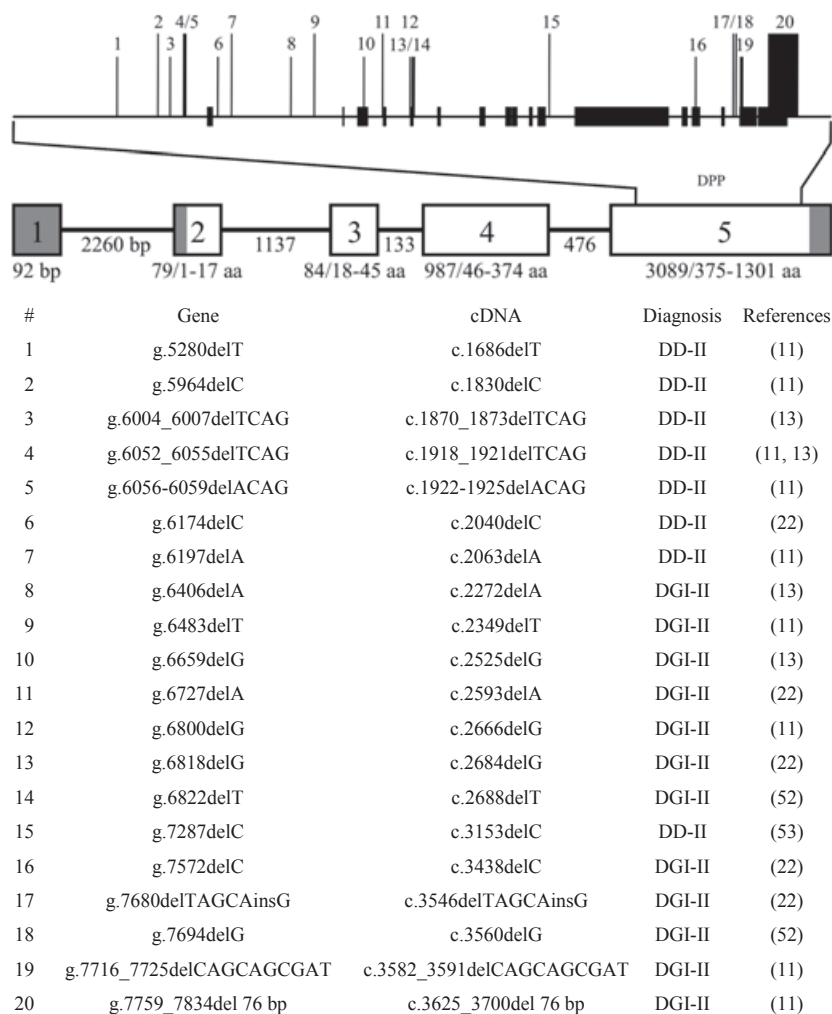 2 4/5 7 9 11 12 15 17/18 20
1 3 6 8 10 13/14 16 19
DPP
1 2 3 4 5
2260 bp 1137 133 476
92 bp 79/1-17 aa 84/18-45 aa 987/46-374 aa 3089/375-1301 aa
# Gene cDNA Diagnosis References
1 g.5280delT c.1686delT DD-II (11)
2 g.5964delC c.1830delC DD-II (11)
3 g.6004_6007delTCAG c.1870_1873delTCAG DD-II (13)
4 g.6052_6055delTCAG c.1918_1921delTCAG DD-II (11, 13)
5 g.6056-6059delACAG c.1922-1925delACAG DD-II (11)
6 g.6174delC c.2040delC DD-II (22)
7 g.6197delA c.2063delA DD-II (11)
8 g.6406delA c.2272delA DGI-II (13)
9 g.6483delT c.2349delT DGI-II (11)
10 g.6659delG c.2525delG DGI-II (13)
11 g.6727delA c.2593delA DGI-II (22)
12 g.6800delG c.2666delG DGI-II (11)
13 g.6818delG c.2684delG DGI-II (22)
14 g.6822delT c.2688delT DGI-II (52)
15 g.7287delC c.3153delC DD-II (53)
16 g.7572delC c.3438delC DGI-II (22)
17 g.7680delTAGCAinsG c.3546delTAGCAinsG DGI-II (22)
18 g.7694delG c.3560delG DGI-II (52)
19 g.7716_7725delCAGCAGCGAT c.3582_3591delCAGCAGCGAT DGI-II (11)
20 g.7759_7834del 76 bp c.3625_3700del 76 bp DGI-II (11)